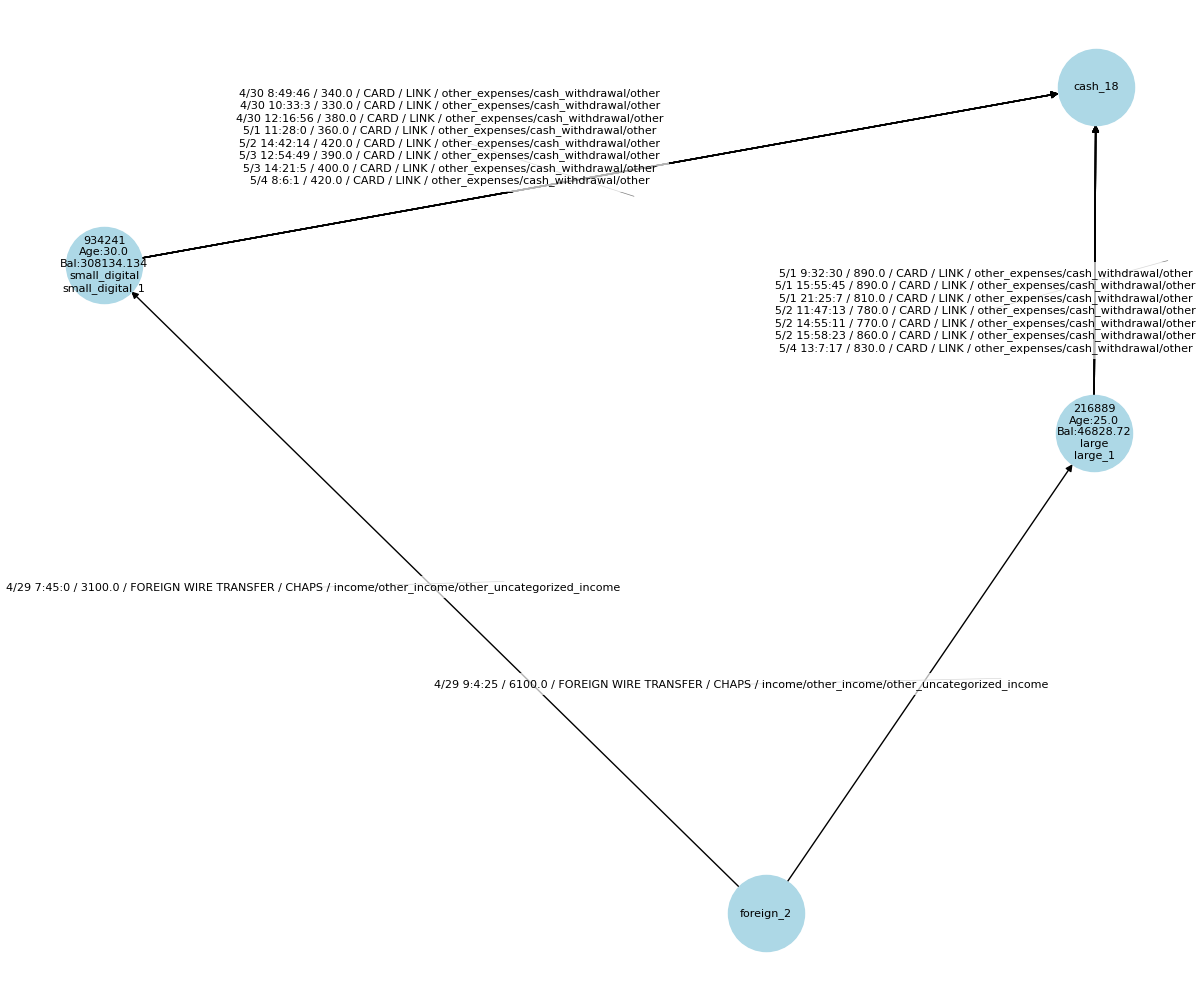 cash_18
4/30 8:49:46 / 340.0 / CARD / LINK / other_expenses/cash_withdrawal/other
4/30 10:33:3 / 330.0 / CARD / LINK / other_expenses/cash_withdrawal/other
4/30 12:16:56 / 380.0 / CARD / LINK / other_expenses/cash_withdrawal/other
5/1 11:28:0 / 360.0 / CARD / LINK / other_expenses/cash_withdrawal/other
5/2 14:42:14 / 420.0 / CARD / LINK / other_expenses/cash_withdrawal/other
5/3 12:54:49 / 390.0 / CARD / LINK / other_expenses/cash_withdrawal/other
5/3 14:21:5 / 400.0 / CARD / LINK / other_expenses/cash_withdrawal/other
5/4 8:6:1 / 420.0 / CARD / LINK / other_expenses/cash_withdrawal/other
934241
Age:30.0
Bal:308134.134
small_digital
small_digital_1
5/1 9:32:30 / 890.0 / CARD / LINK / other_expenses/cash_withdrawal/other
5/1 15:55:45 / 890.0 / CARD / LINK / other_expenses/cash_withdrawal/other
5/1 21:25:7 / 810.0 / CARD / LINK / other_expenses/cash_withdrawal/other
5/2 11:47:13 / 780.0 / CARD / LINK / other_expenses/cash_withdrawal/other
5/2 14:55:11 / 770.0 / CARD / LINK / other_expenses/cash_withdrawal/other
5/2 15:58:23 / 860.0 / CARD / LINK / other_expenses/cash_withdrawal/other
5/4 13:7:17 / 830.0 / CARD / LINK / other_expenses/cash_withdrawal/other
216889
Age:25.0
Bal:46828.72
large
large_1
4/29 7:45:0 / 3100.0 / FOREIGN WIRE TRANSFER / CHAPS / income/other_income/other_uncategorized_income
4/29 9:4:25 / 6100.0 / FOREIGN WIRE TRANSFER / CHAPS / income/other_income/other_uncategorized_income
foreign_2